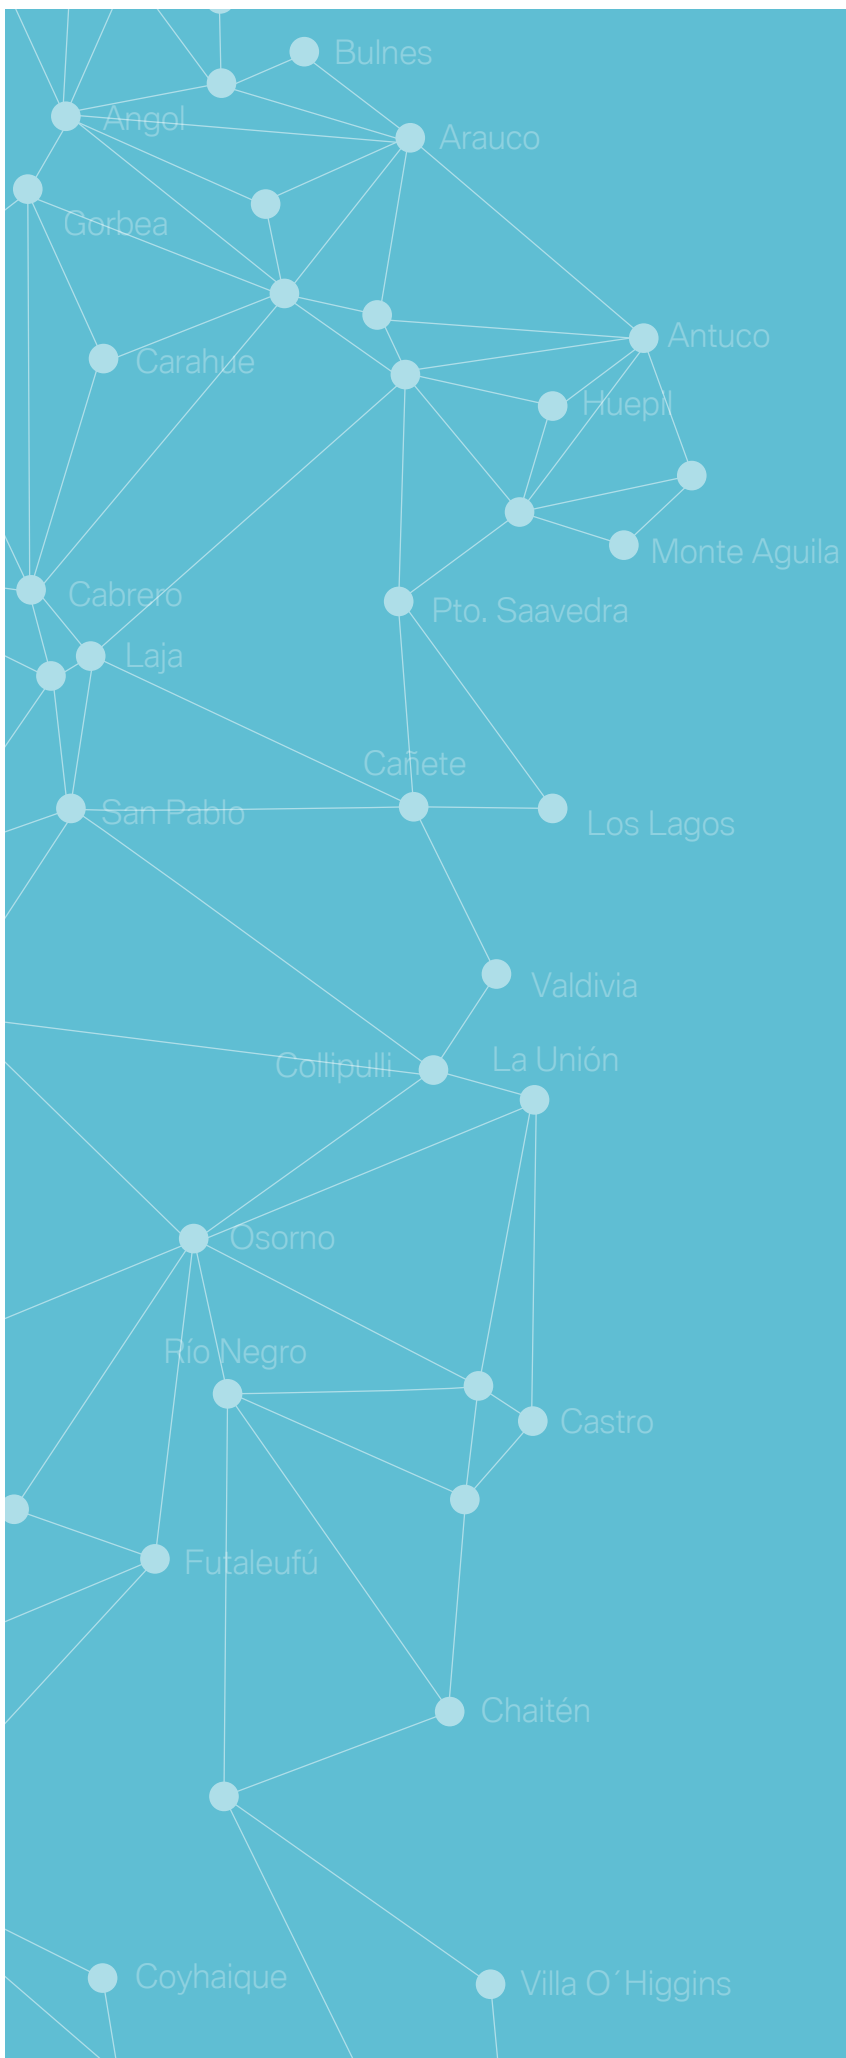 Bulnes
Angol
Arauco
Gorbea
Antuco
Carahue
Huepil
Monte Aguila
Cabrero
Pto. Saavedra
Laja
Cañete
San Pablo
Los Lagos
Valdivia
La Unión
Collipulli
Osorno
Río Negro
Castro
Futaleufú
Chaitén
Coyhaique
Villa O´Higgins